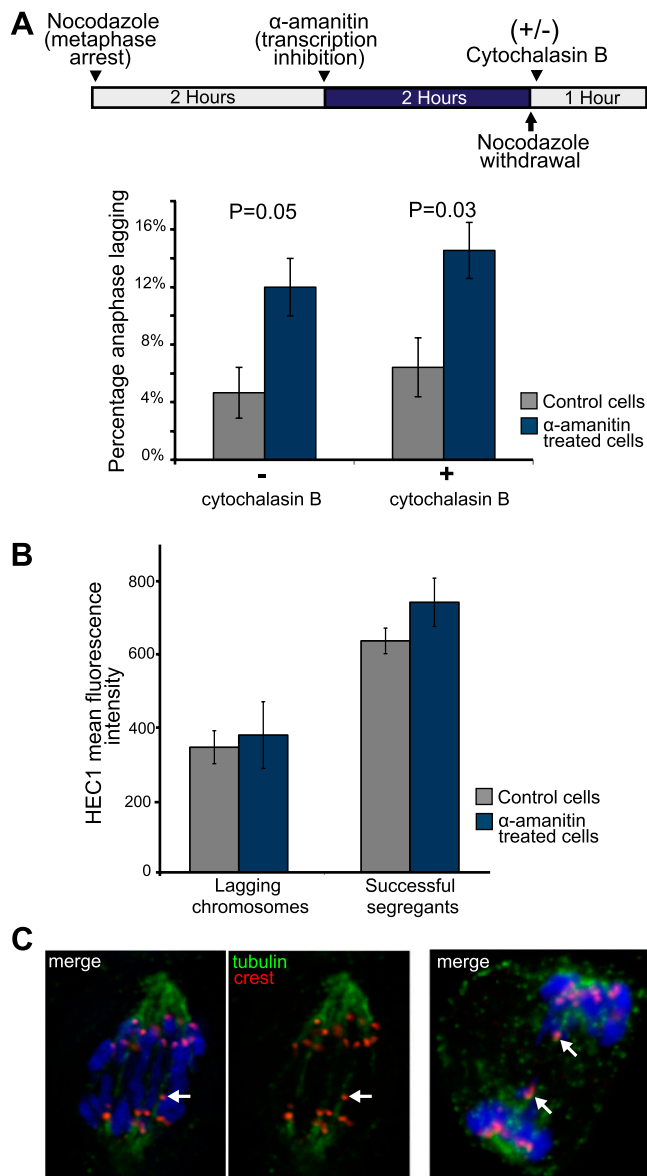 A
Nocodazole
(metaphase
arrest)
α-amanitin
(transcription
inhibition)
(+/-)
Cytochalasin B
2 Hours
2 Hours
1 Hour
Nocodazole
withdrawal
Percentage anaphase lagging
16%
12%
8%
4%
0%
P=0.05
P=0.03
-
+
cytochalasin B
cytochalasin B
Control cells
α-amanitin
treated cells
B
HEC1 mean fluorescence
intensity
800
600
400
200
0
Lagging
chromosomes
Successful
segregants
Control cells
α-amanitin
treated cells
C
merge
tubulin
crest
merge